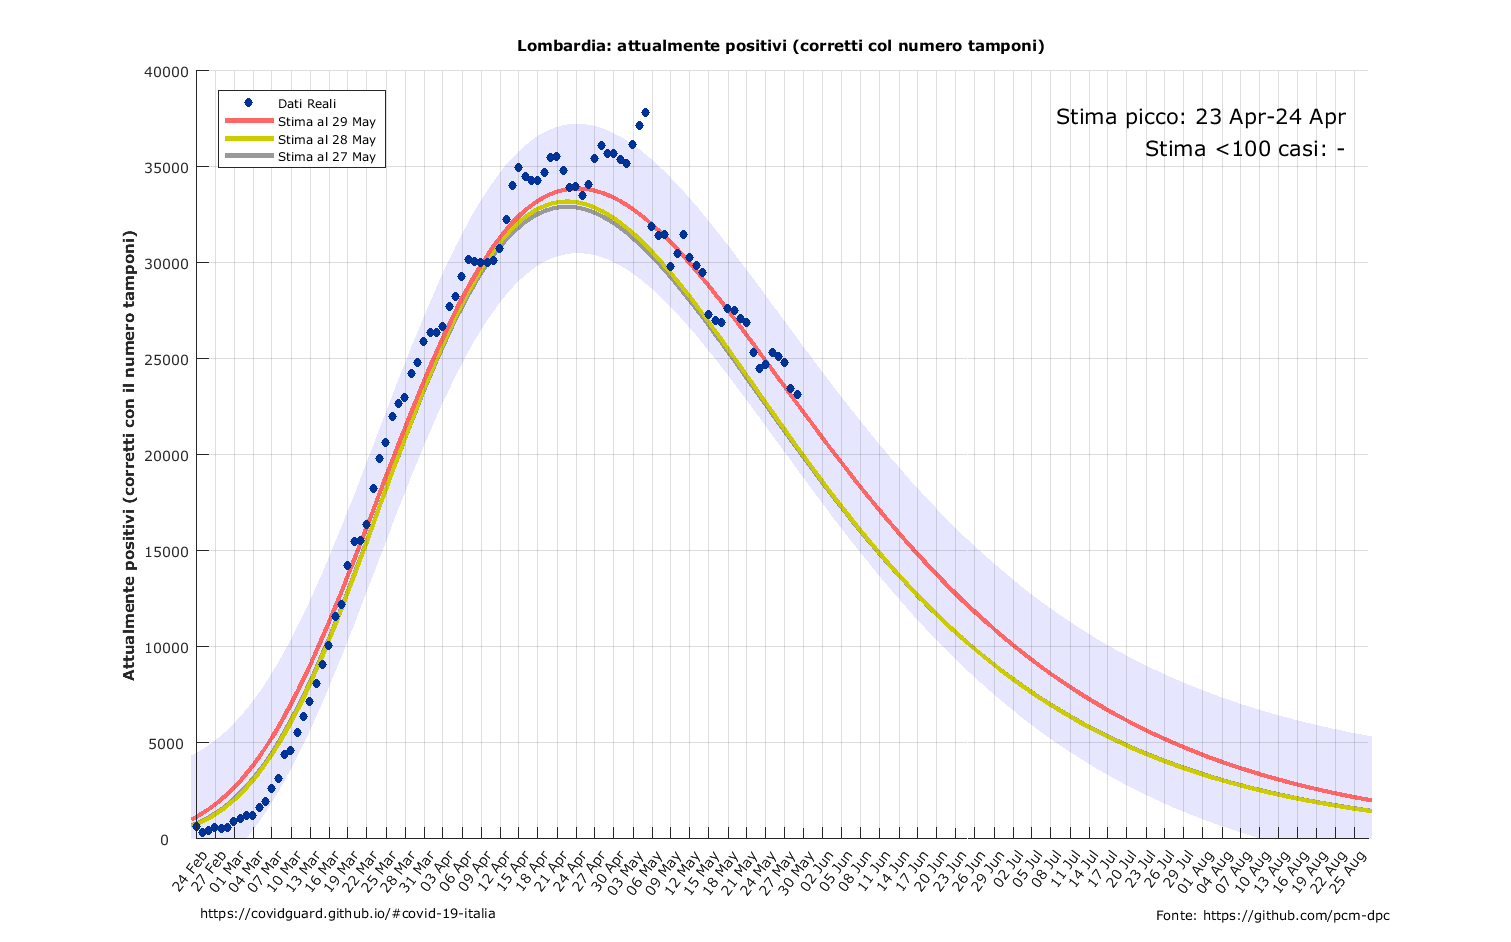 Lombardia: attualmente positivi (corretti col numero tamponi)
Attualmente positivi (corretti con il numero tamponi)
40000
35000
30000
25000
20000
15000
10000
5000
0
Dati Reali
Stima al 29 May
Stima al 28 May
Stima al 27 May
Stima picco: 23 Apr-24 Apr
Stima <100 casi: -
24 Feb
27 Feb
01 Mar
04 Mar
07 Mar
10 Mar
13 Mar
16 Mar
19 Mar
22 Mar
25 Mar
28 Mar
31 Mar
03 Apr
06 Apr
09 Apr
12 Apr
15 Apr
18 Apr
21 Apr
24 Apr
27 Apr
30 Apr
03 May
06 May
09 May
12 May
15 May
18 May
21 May
24 May
27 May
30 May
02 Jun
05 Jun
08 Jun
11 Jun
14 Jun
17 Jun
20 Jun
23 Jun
26 Jun
29 Jun
02 Jul
05 Jul
08 Jul
11 Jul
14 Jul
17 Jul
20 Jul
23 Jul
26 Jul
29 Jul
01 Aug
04 Aug
07 Aug
10 Aug
13 Aug
16 Aug
19 Aug
22 Aug
25 Aug
https://covidguard.github.io/#covid-19-italia
Fonte: https://github.com/pcm-dpc